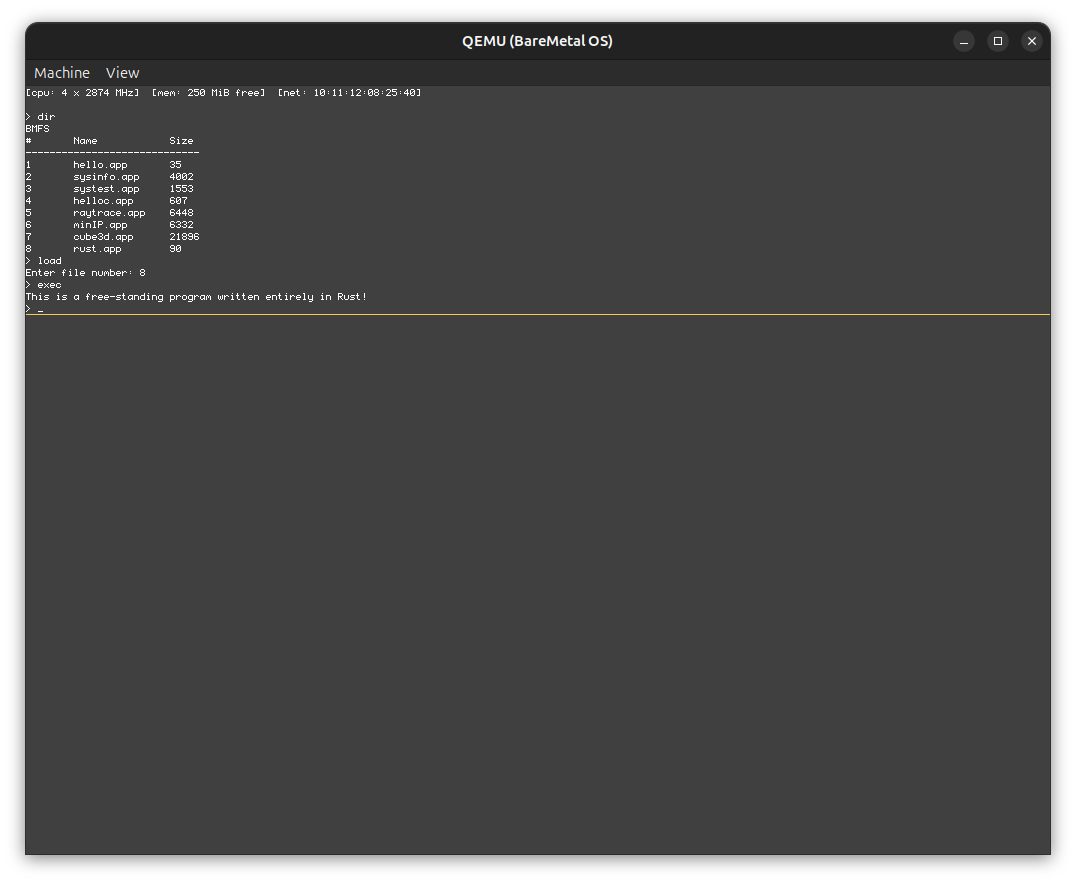 QEMU (BareMetal OS)
Machine View
[cpu: 4 x 2874 MHz] [mem: 250 MiB free] [net: 10:11:12:08:25:40]
> dir
BMFS
# Name Size
-----------------------------
1 hello.app 35
2 sysinfo.app 4002
3 systest.app 1553
4 helloc.app 607
5 raytrace.app 6448
6 minIP.app 6332
7 cube3d.app 21896
8 rust.app 90
> load
Enter file number: 8
> exec
This is a free-standing program written entirely in Rust!
> _